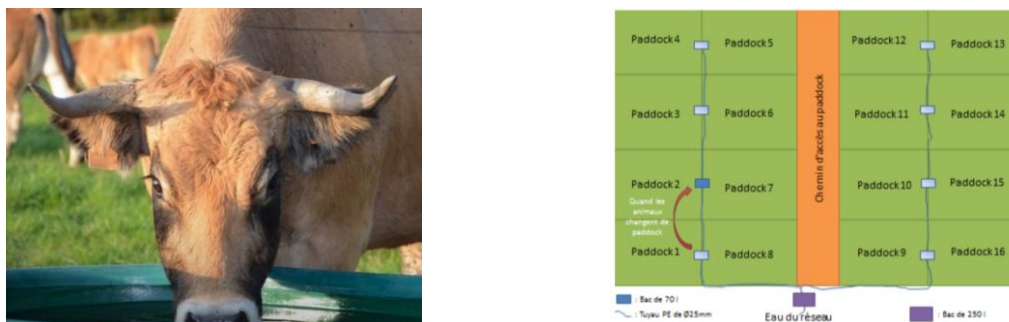 Paddock 4
Paddock 5
Paddock 12
Paddock 13
Paddock 3
Paddock 6
Paddock 11
Paddock 14
Chemin d'accès au paddock
Paddock 2
Paddock 7
Paddock 10
Paddock 15
Quand les
animaux
changent de
paddock
Paddock 1
Paddock 8
Paddock 9
Paddock 16
: Bac de 70 l
: Tuyau PE de Ø25mm
Eau du réseau
: Bac de 250 l